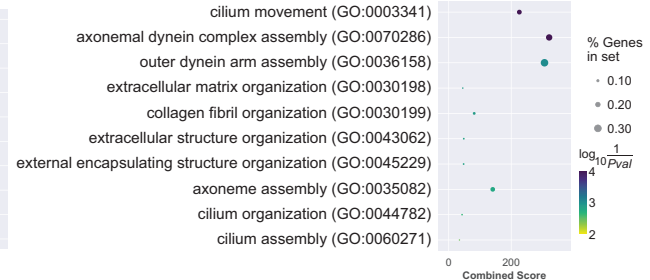 cilium movement (GO:0003341)
axonemal dynein complex assembly (GO:0070286)
outer dynein arm assembly (GO:0036158)
extracellular matrix organization (GO:0030198)
collagen fibril organization (GO:0030199)
extracellular structure organization (GO:0043062)
external encapsulating structure organization (GO:0045229)
axoneme assembly (GO:0035082)
cilium organization (GO:0044782)
cilium assembly (GO:0060271)
0 200
Combined Score
% Genes
in set
0.10
0.20
0.30
log10 1/Pval
4
3
2